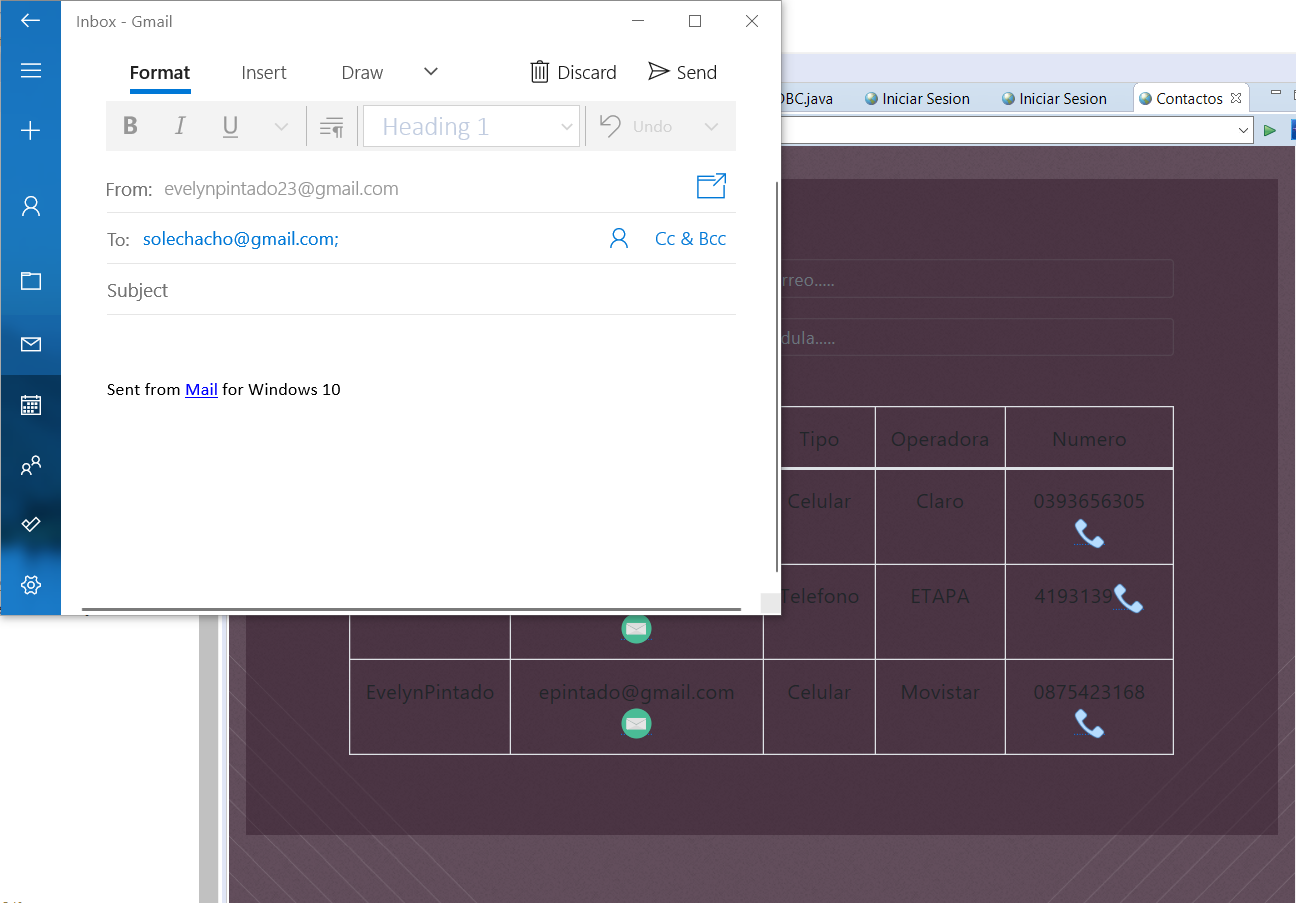 Inbox - Gmail
Format Insert Draw Discard Send
B I U Heading 1 Undo
From: evelynpintado23@gmail.com
To: solechacho@gmail.com; Cc & Bcc
Subject
Sent from Mail for Windows 10
DBC.java Iniciar Sesion Iniciar Sesion Contactos
rreo.....
dula.....
Tipo Operadora Numero
Celular Claro 0393656305
Telefono ETAPA 4193139
EvelynPintado epintado@gmail.com Celular Movistar 0875423168